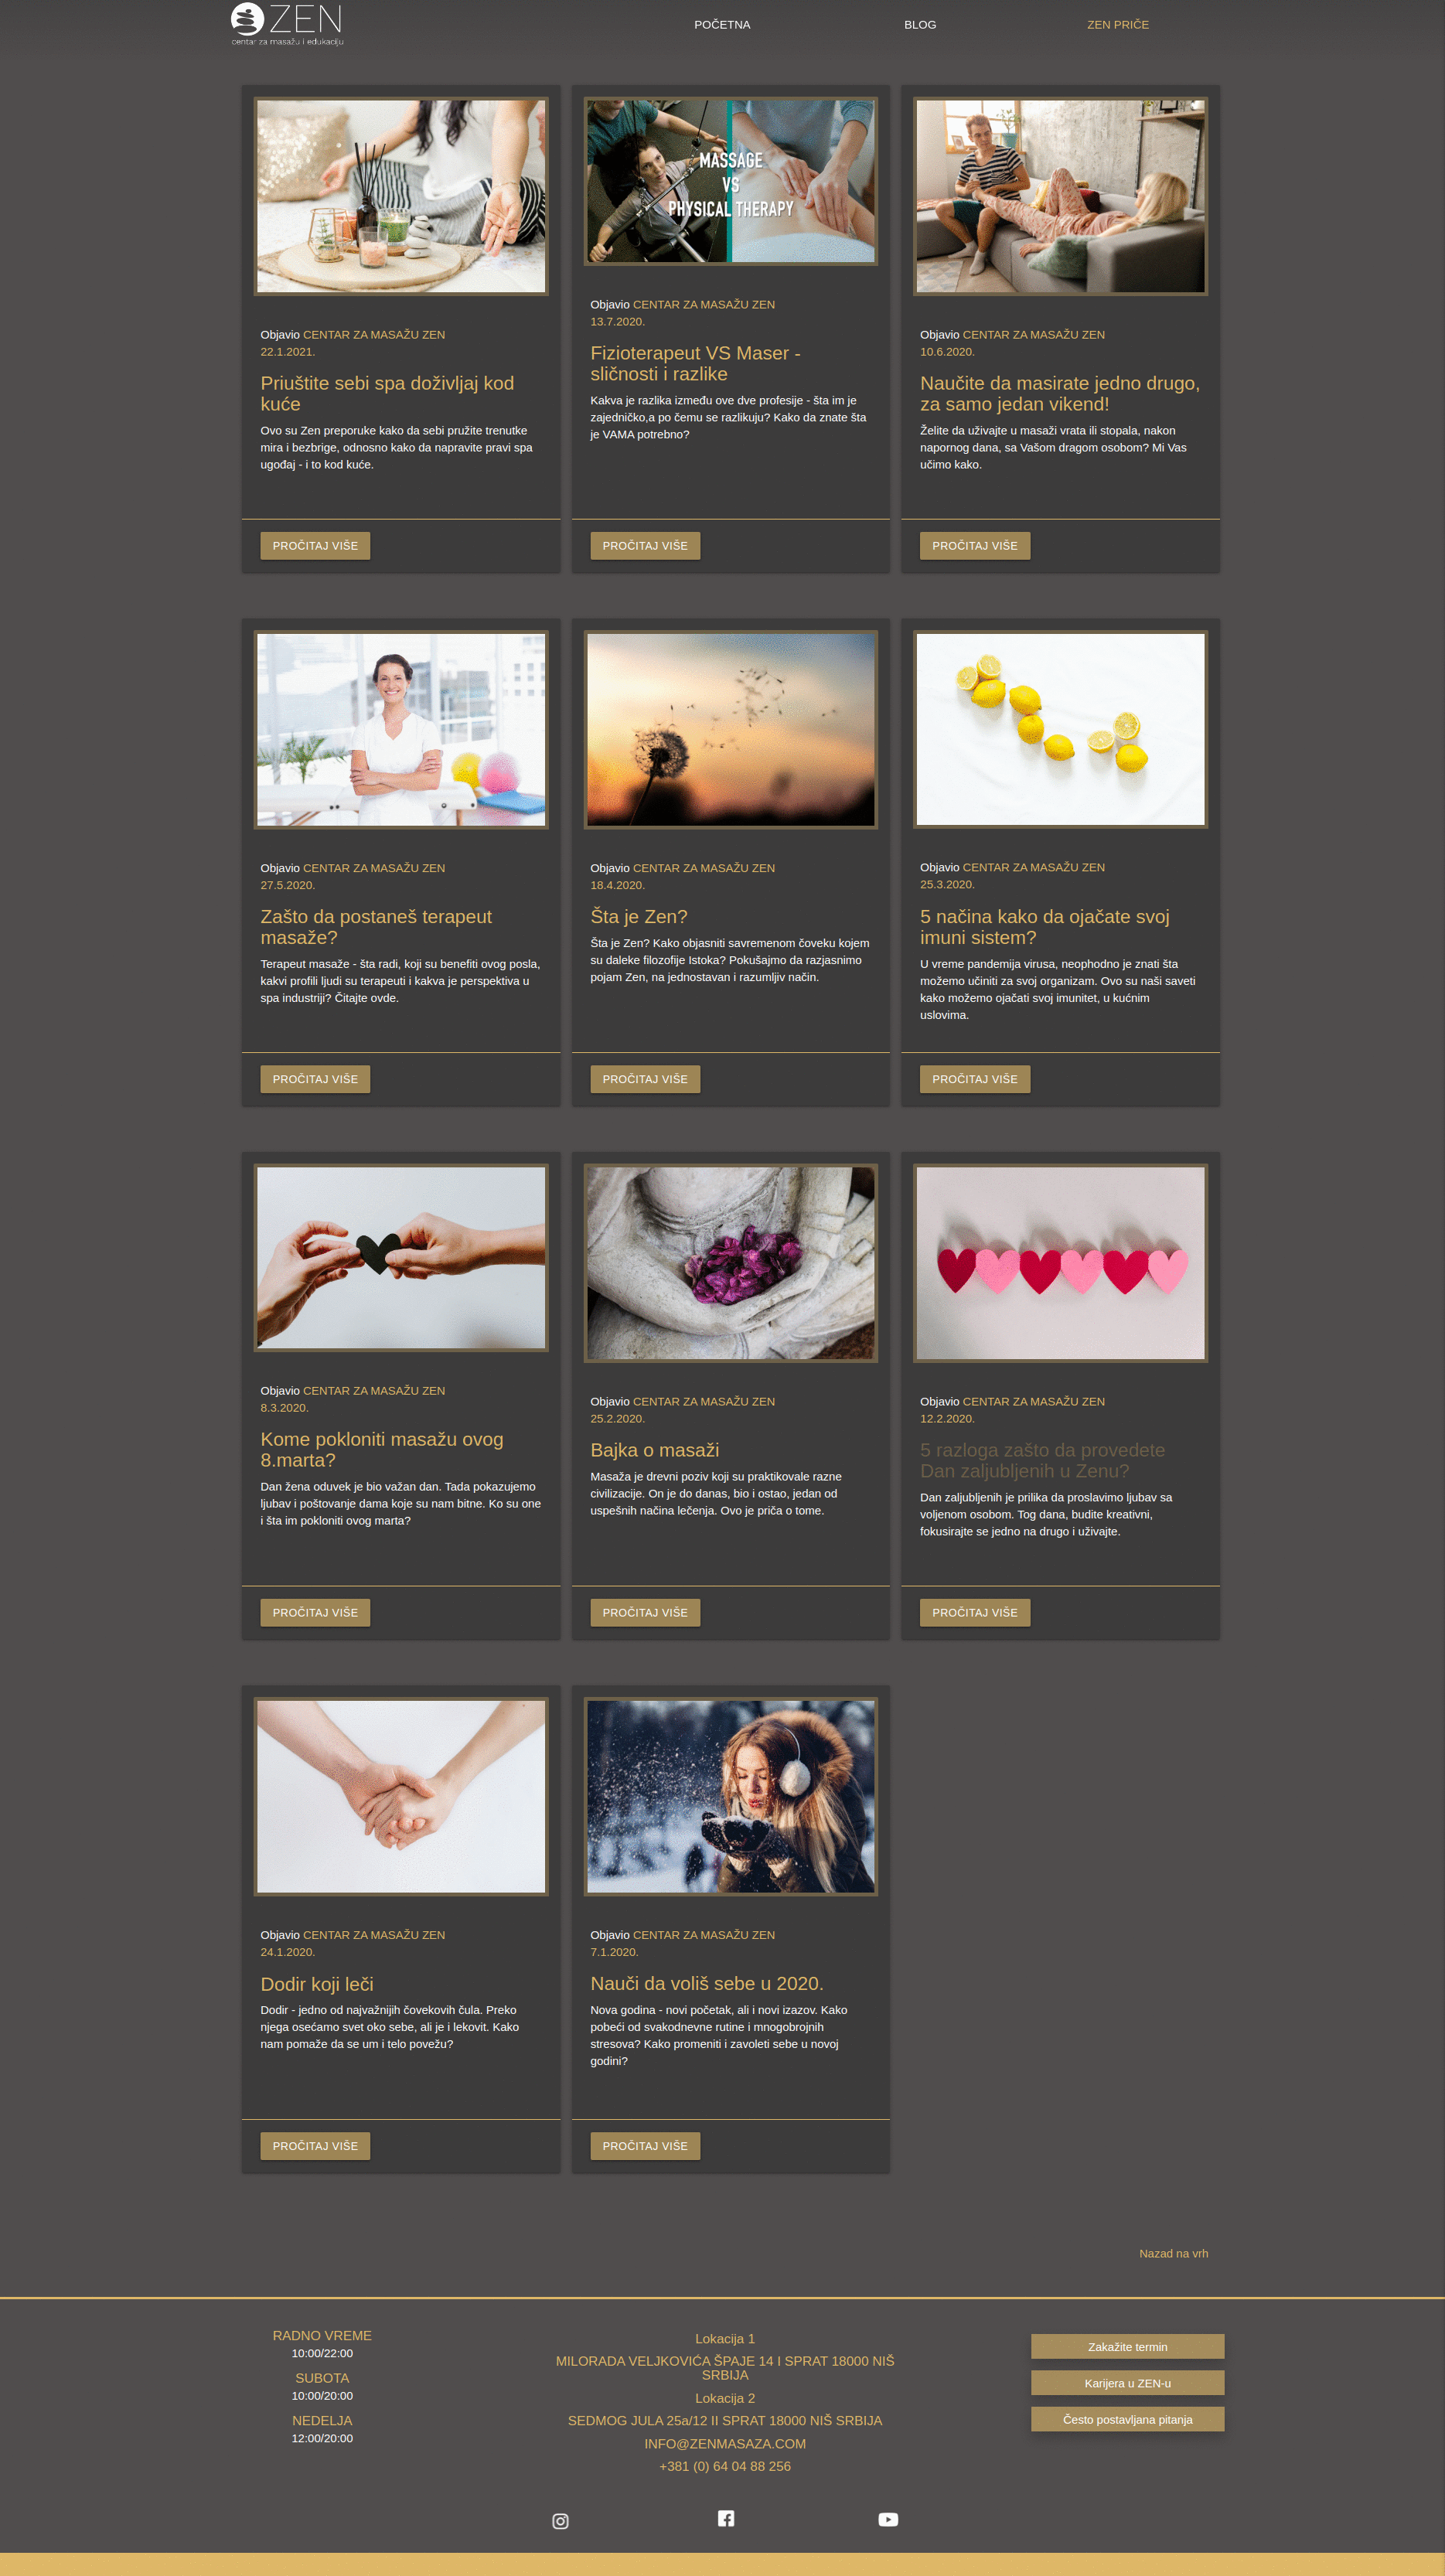 ZEN
centar za masažu i edukaciju
POČETNA
BLOG
ZEN PRIČE
MASSAGE
VS
PHYSICAL THERAPY
Objavio CENTAR ZA MASAŽU ZEN
22.1.2021.
Priuštite sebi spa doživljaj kod
kuće
Ovo su Zen preporuke kako da sebi pružite trenutke
mira i bezbrige, odnosno kako da napravite pravi spa
ugođaj - i to kod kuće.
PROČITAJ VIŠE
Objavio CENTAR ZA MASAŽU ZEN
13.7.2020.
Fizioterapeut VS Maser -
sličnosti i razlike
Kakva je razlika između ove dve profesije - šta im je
zajedničko,a po čemu se razlikuju? Kako da znate šta
je VAMA potrebno?
PROČITAJ VIŠE
Objavio CENTAR ZA MASAŽU ZEN
10.6.2020.
Naučite da masirate jedno drugo,
za samo jedan vikend!
Želite da uživajte u masaži vrata ili stopala, nakon
napornog dana, sa Vašom dragom osobom? Mi Vas
učimo kako.
PROČITAJ VIŠE
Objavio CENTAR ZA MASAŽU ZEN
27.5.2020.
Zašto da postaneš terapeut
masaže?
Terapeut masaže - šta radi, koji su benefiti ovog posla,
kakvi profili ljudi su terapeuti i kakva je perspektiva u
spa industriji? Čitajte ovde.
PROČITAJ VIŠE
Objavio CENTAR ZA MASAŽU ZEN
18.4.2020.
Šta je Zen?
Šta je Zen? Kako objasniti savremenom čoveku kojem
su daleke filozofije Istoka? Pokušajmo da razjasnimo
pojam Zen, na jednostavan i razumljiv način.
PROČITAJ VIŠE
Objavio CENTAR ZA MASAŽU ZEN
25.3.2020.
5 načina kako da ojačate svoj
imuni sistem?
U vreme pandemija virusa, neophodno je znati šta
možemo učiniti za svoj organizam. Ovo su naši saveti
kako možemo ojačati svoj imunitet, u kućnim
uslovima.
PROČITAJ VIŠE
Objavio CENTAR ZA MASAŽU ZEN
8.3.2020.
Kome pokloniti masažu ovog
8.marta?
Dan žena oduvek je bio važan dan. Tada pokazujemo
ljubav i poštovanje dama koje su nam bitne. Ko su one
i šta im pokloniti ovog marta?
PROČITAJ VIŠE
Objavio CENTAR ZA MASAŽU ZEN
25.2.2020.
Bajka o masaži
Masaža je drevni poziv koji su praktikovale razne
civilizacije. On je do danas, bio i ostao, jedan od
uspešnih načina lečenja. Ovo je priča o tome.
PROČITAJ VIŠE
Objavio CENTAR ZA MASAŽU ZEN
12.2.2020.
5 razloga zašto da provedete
Dan zaljubljenih u Zenu?
Dan zaljubljenih je prilika da proslavimo ljubav sa
voljenom osobom. Tog dana, budite kreativni,
fokusirajte se jedno na drugo i uživajte.
PROČITAJ VIŠE
Objavio CENTAR ZA MASAŽU ZEN
24.1.2020.
Dodir koji leči
Dodir - jedno od najvažnijih čovekovih čula. Preko
njega osećamo svet oko sebe, ali je i lekovit. Kako
nam pomaže da se um i telo povežu?
PROČITAJ VIŠE
Objavio CENTAR ZA MASAŽU ZEN
7.1.2020.
Nauči da voliš sebe u 2020.
Nova godina - novi početak, ali i novi izazov. Kako
pobeći od svakodnevne rutine i mnogobrojnih
stresova? Kako promeniti i zavoleti sebe u novoj
godini?
PROČITAJ VIŠE
Nazad na vrh
RADNO VREME
10:00/22:00
SUBOTA
10:00/20:00
NEDELJA
12:00/20:00
Lokacija 1
MILORADA VELJKOVIĆA ŠPAJE 14 I SPRAT 18000 NIŠ
SRBIJA
Lokacija 2
SEDMOG JULA 25a/12 II SPRAT 18000 NIŠ SRBIJA
INFO@ZENMASAZA.COM
+381 (0) 64 04 88 256
Zakažite termin
Karijera u ZEN-u
Često postavljana pitanja